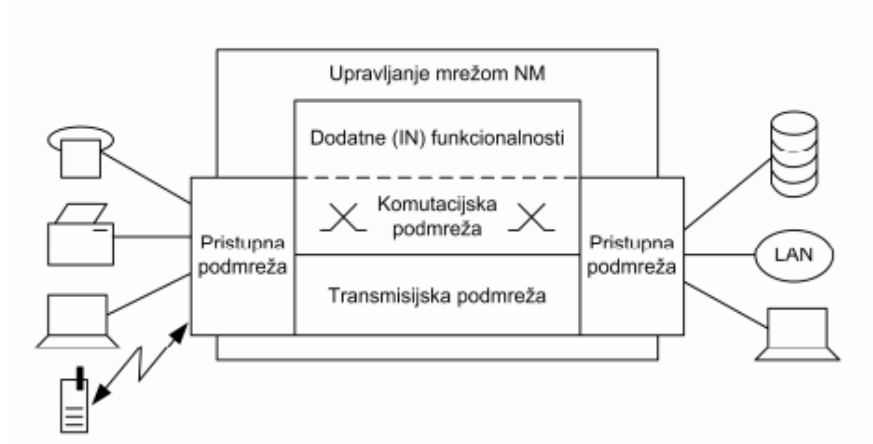 Upravljanje mrežom NM
Dodatne (IN) funkcionalnosti
Komutacijska
podmreža
Pristupna
podmreža
Pristupna
podmreža
LAN
Transmisijska podmreža